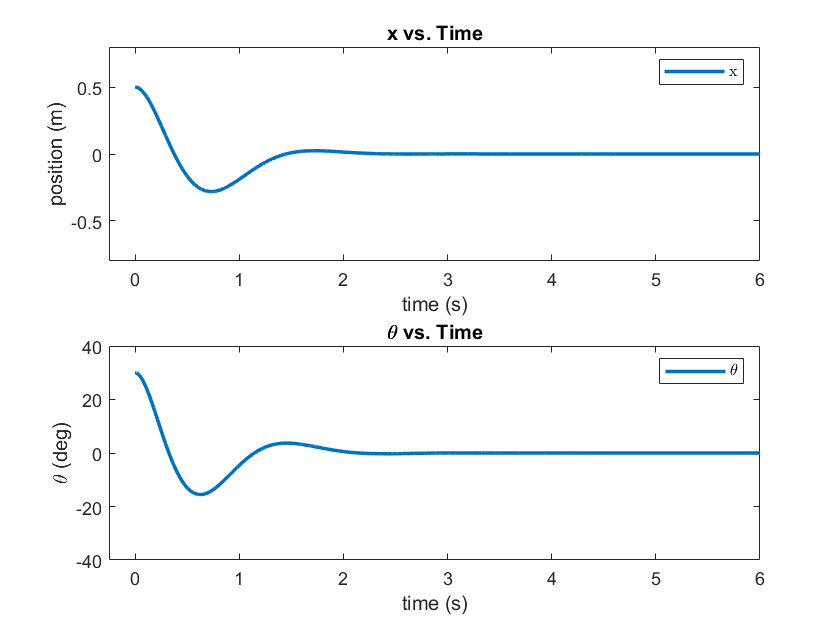 x vs. Time
x
0.5
0
-0.5
position (m)
0 1 2 3 4 5 6
time (s)
θ vs. Time
θ
40
20
0
-20
-40
θ (deg)
0 1 2 3 4 5 6
time (s)